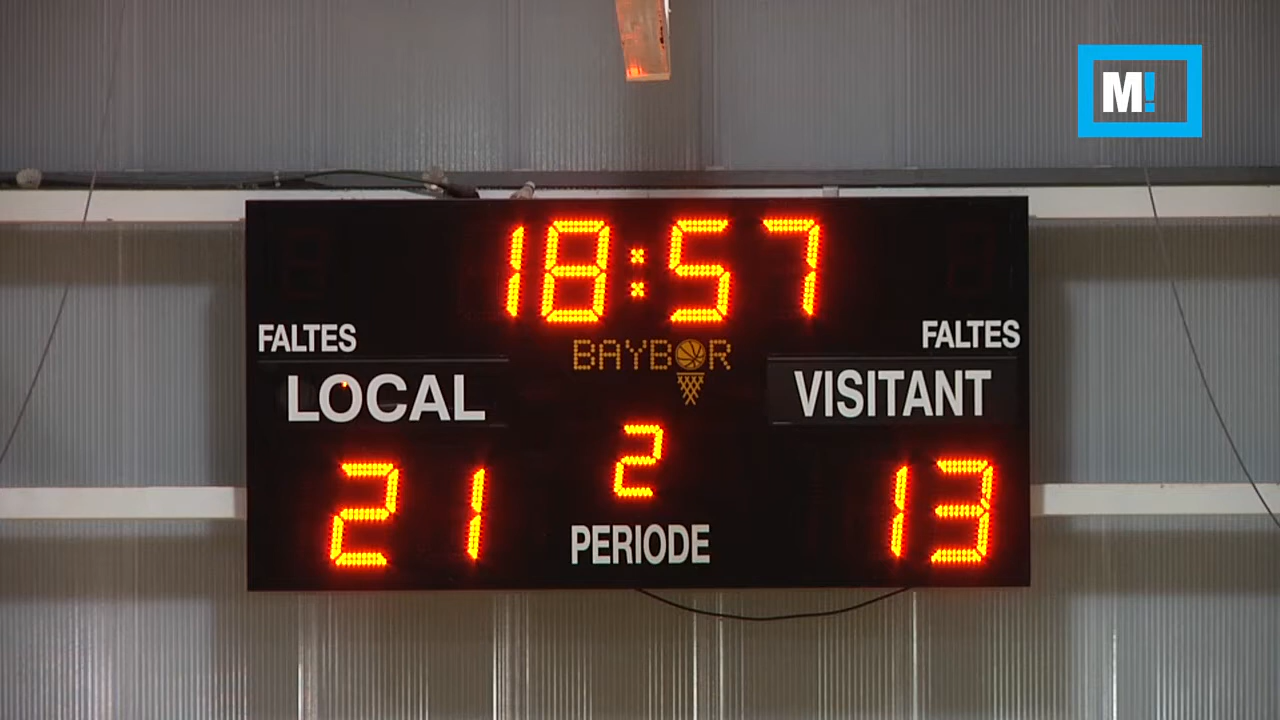 M!
18:57
FALTES
FALTES
BAYBOR
LOCAL
VISITANT
2
21
13
PERIODE